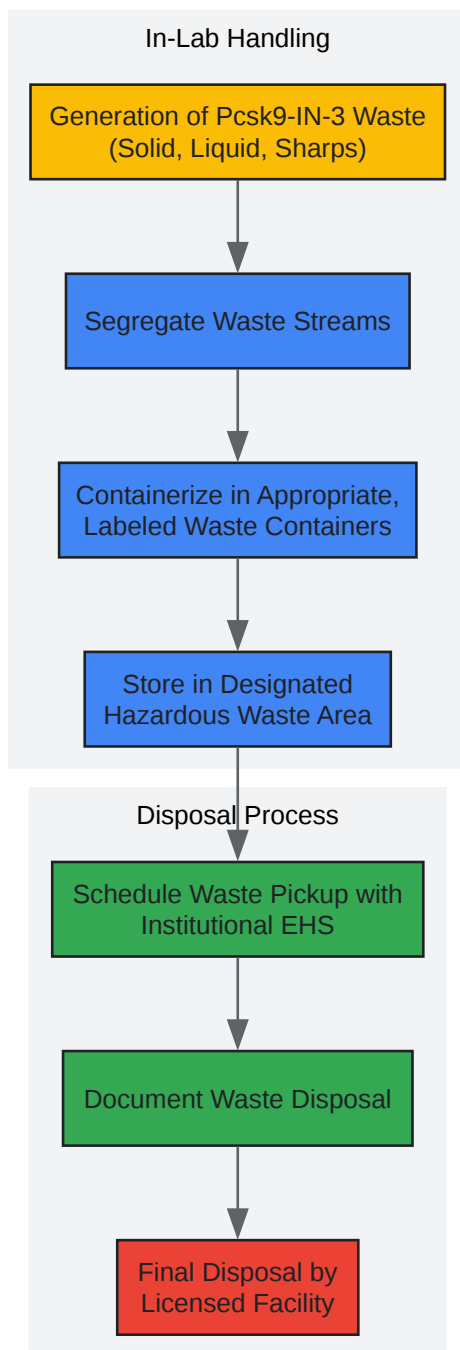 In-Lab Handling
Generation of Pcsk9-IN-3 Waste
(Solid, Liquid, Sharps)
Segregate Waste Streams
Containerize in Appropriate,
Labeled Waste Containers
Store in Designated
Hazardous Waste Area
Disposal Process
Schedule Waste Pickup with
Institutional EHS
Document Waste Disposal
Final Disposal by
Licensed Facility